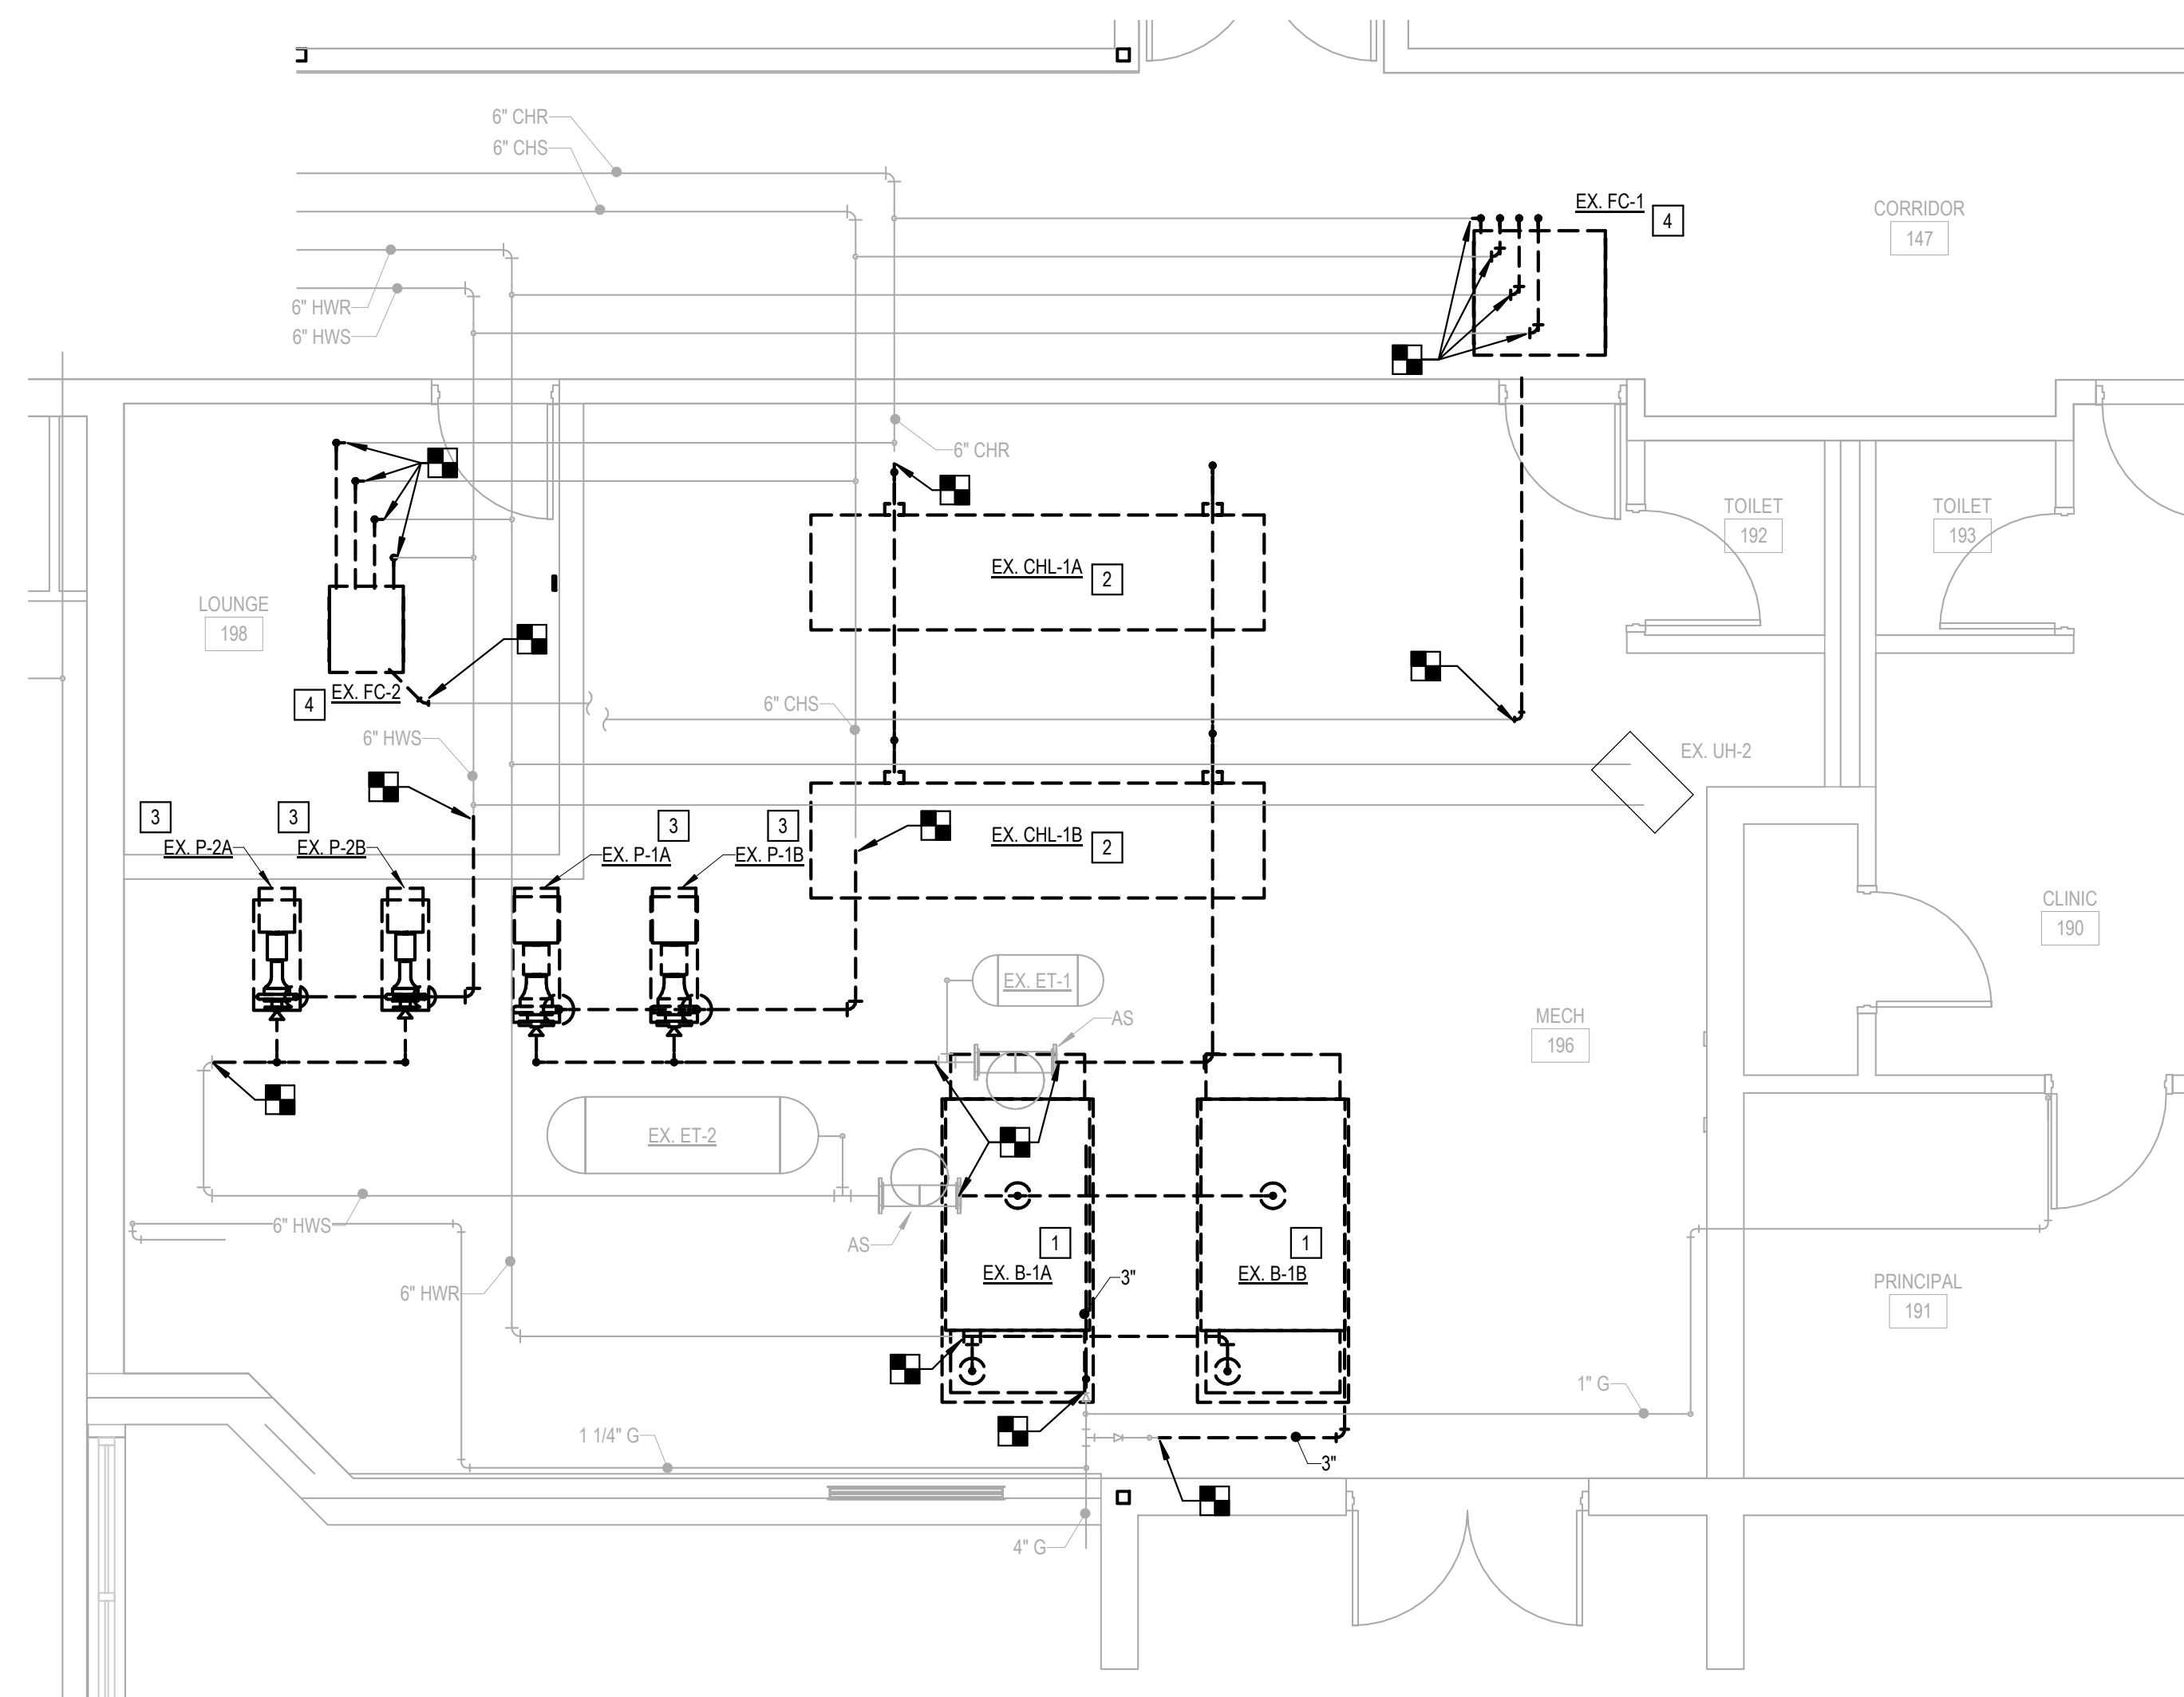 6" CHR
6" CHS
EX. FC-1
4
CORRIDOR
147
6" HWR
6" HWS
6" CHR
TOILET
192
TOILET
193
EX. CHL-1A
2
LOUNGE
198
EX. FC-2
4
6" CHS
6" HWS
EX. UH-2
3
3
3
3
EX. P-2A
EX. P-2B
EX. P-1A
EX. P-1B
EX. CHL-1B
2
CLINIC
190
EX. ET-1
AS
MECH
196
EX. ET-2
6" HWS
AS
1
1
EX. B-1A
EX. B-1B
3"
6" HWR
PRINCIPAL
191
1" G
1 1/4" G
3"
4" G